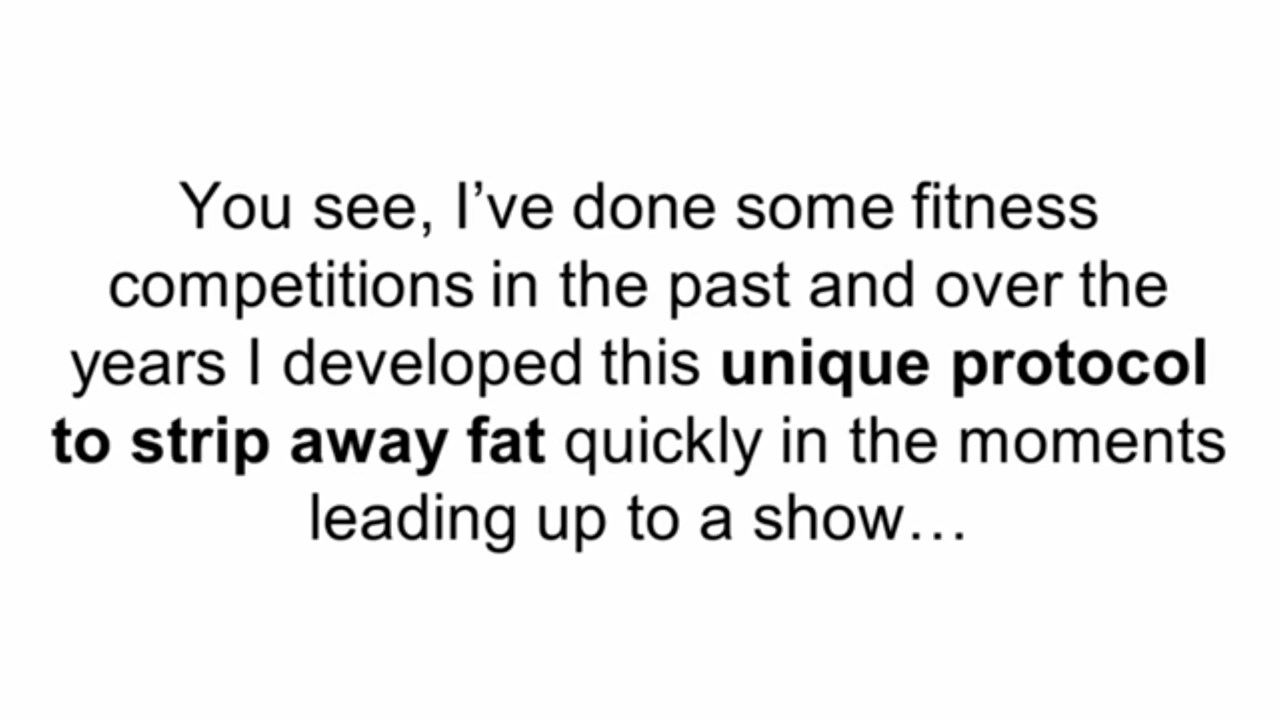 You see, I’ve done some fitness
competitions in the past and over the
years I developed this unique protocol
to strip away fat quickly in the moments
leading up to a show…